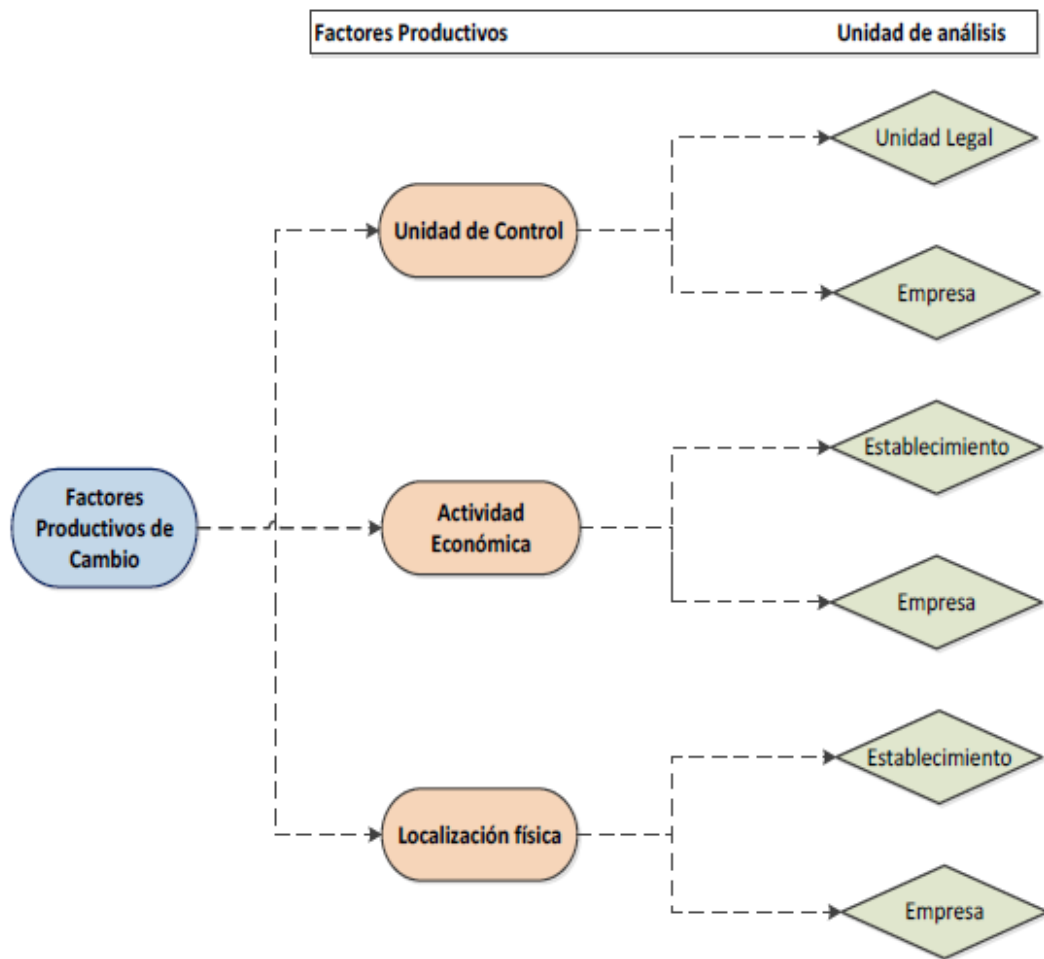 Factores Productivos Unidad de análisis
Unidad Legal
Unidad de Control
Empresa
Establecimiento
Factores
Productivos de
Cambio
Actividad
Económica
Empresa
Establecimiento
Localización física
Empresa